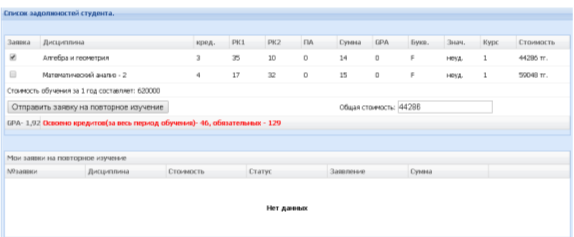 Список задолжностей студента.
Заявка Дисциплина кред. РК1 РК2 ПА Сумма GPA Букв. Знач. Курс Стоимость
Алгебра и геометрия 3 35 10 0 14 0 F неуд. 1 44286 тг.
Математический анализ - 2 4 17 32 0 15 0 F неуд. 1 59048 тг.
Стоимость обучения за 1 год составляет: 620000
Отправить заявку на повторное изучение Общая стоимость: 44286
GPA- 1,92 Освоено кредитов(за весь период обучения)- 46, обязательных - 129
Мои заявки на повторное изучение
№заявки Дисциплина Стоимость Статус Заявление Сумма
Нет данных